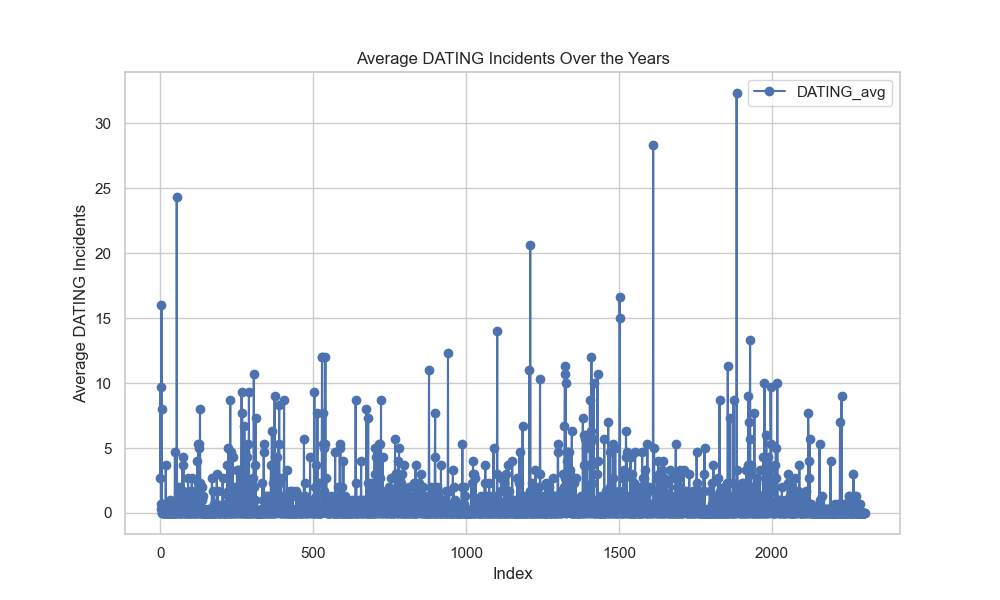 Average DATING Incidents Over the Years
DATING_avg
Average DATING Incidents
30
25
20
15
10
5
0
0 500 1000 1500 2000
Index